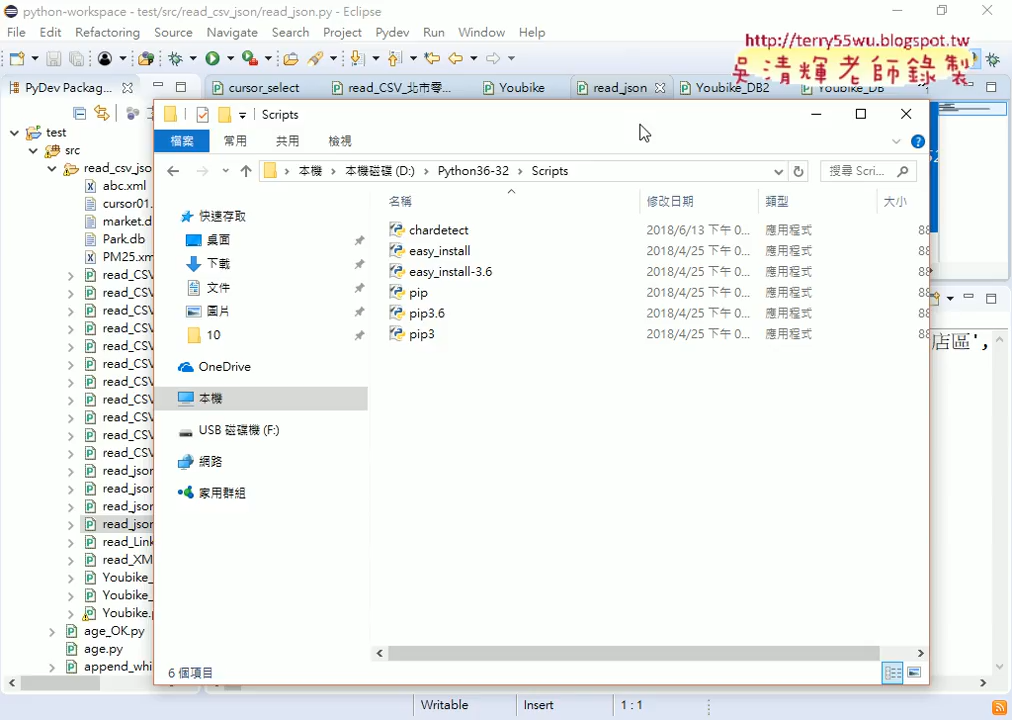 python-workspace - test/src/read_csv_json/read_json.py - Eclipse
File Edit Refactoring Source Navigate Search Project Pydev Run Window Help
http://terry55wu.blogspot.tw
吳清輝老師錄製
PyDev Packag...
cursor_select
read_CSV_北市零...
Youbike
read_json
Youbike_DB2
Youbike_DB
test
src
read_csv_jso
abc.xml
cursor01.
market.d
Park.db
PM25.xm
read_CSV
read_CSV
read_CSV
read_CSV
read_CSV
read_CSV
read_CSV
read_CSV
read_CSV
read_CSV
read_CSV
read_json
read_json
read_json
read_json
read_Link
read_XM
Youbike_
Youbike_
Youbike.p
age_OK.py
age.py
append_whi
Scripts
檔案 常用 共用 檢視
本機 本機磁碟 (D:) Python36-32 Scripts
搜尋 Scri...
快速存取
桌面
下載
文件
圖片
10
OneDrive
本機
USB 磁碟機 (F:)
網路
家用群組
名稱 修改日期 類型 大小
chardetect 2018/6/13 下午 0... 應用程式 88
easy_install 2018/4/25 下午 0... 應用程式 88
easy_install-3.6 2018/4/25 下午 0... 應用程式 88
pip 2018/4/25 下午 0... 應用程式 88
pip3.6 2018/4/25 下午 0... 應用程式 88
pip3 2018/4/25 下午 0... 應用程式 88
6 個項目
店區',
Writable Insert 1 : 1